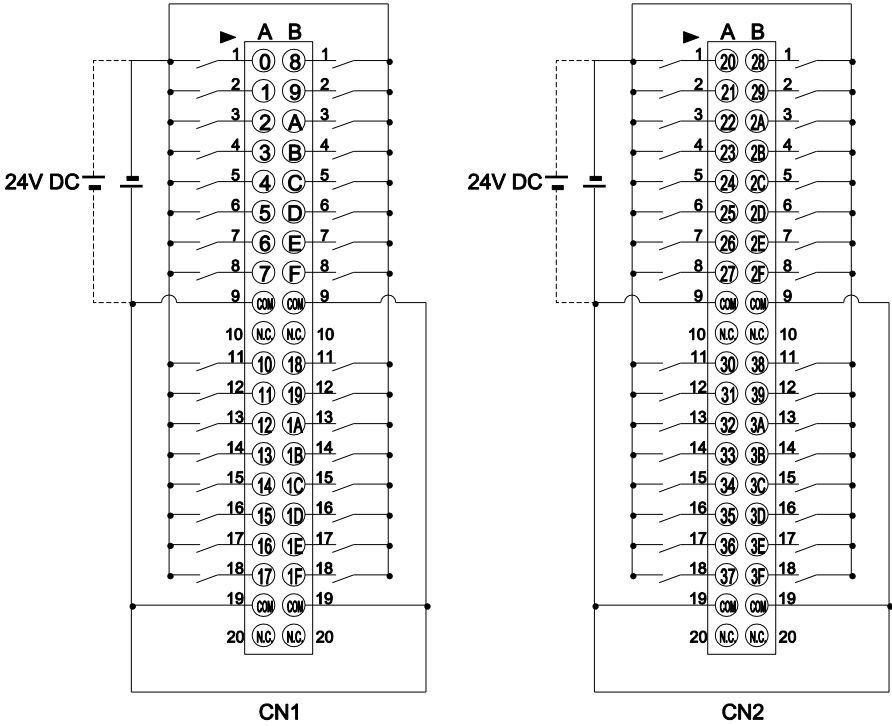 A B A B
1 0 8 1 1 20 28 1
2 1 9 2 2 21 29 2
3 2 A 3 3 22 2A 3
4 3 B 4 4 23 2B 4
24V DC 5 4 C 5 24V DC 5 24 2C 5
6 5 D 6 6 25 2D 6
7 6 E 7 7 26 2E 7
8 7 F 8 8 27 2F 8
9 COM COM 9 9 COM COM 9
10 N.C. N.C. 10 10 N.C. N.C. 10
11 10 18 11 11 30 38 11
12 11 19 12 12 31 39 12
13 12 1A 13 13 32 3A 13
14 13 1B 14 14 33 3B 14
15 14 1C 15 15 34 3C 15
16 15 1D 16 16 35 3D 16
17 16 1E 17 17 36 3E 17
18 17 1F 18 18 37 3F 18
19 COM COM 19 19 COM COM 19
20 N.C. N.C. 20 20 N.C. N.C. 20
CN1 CN2